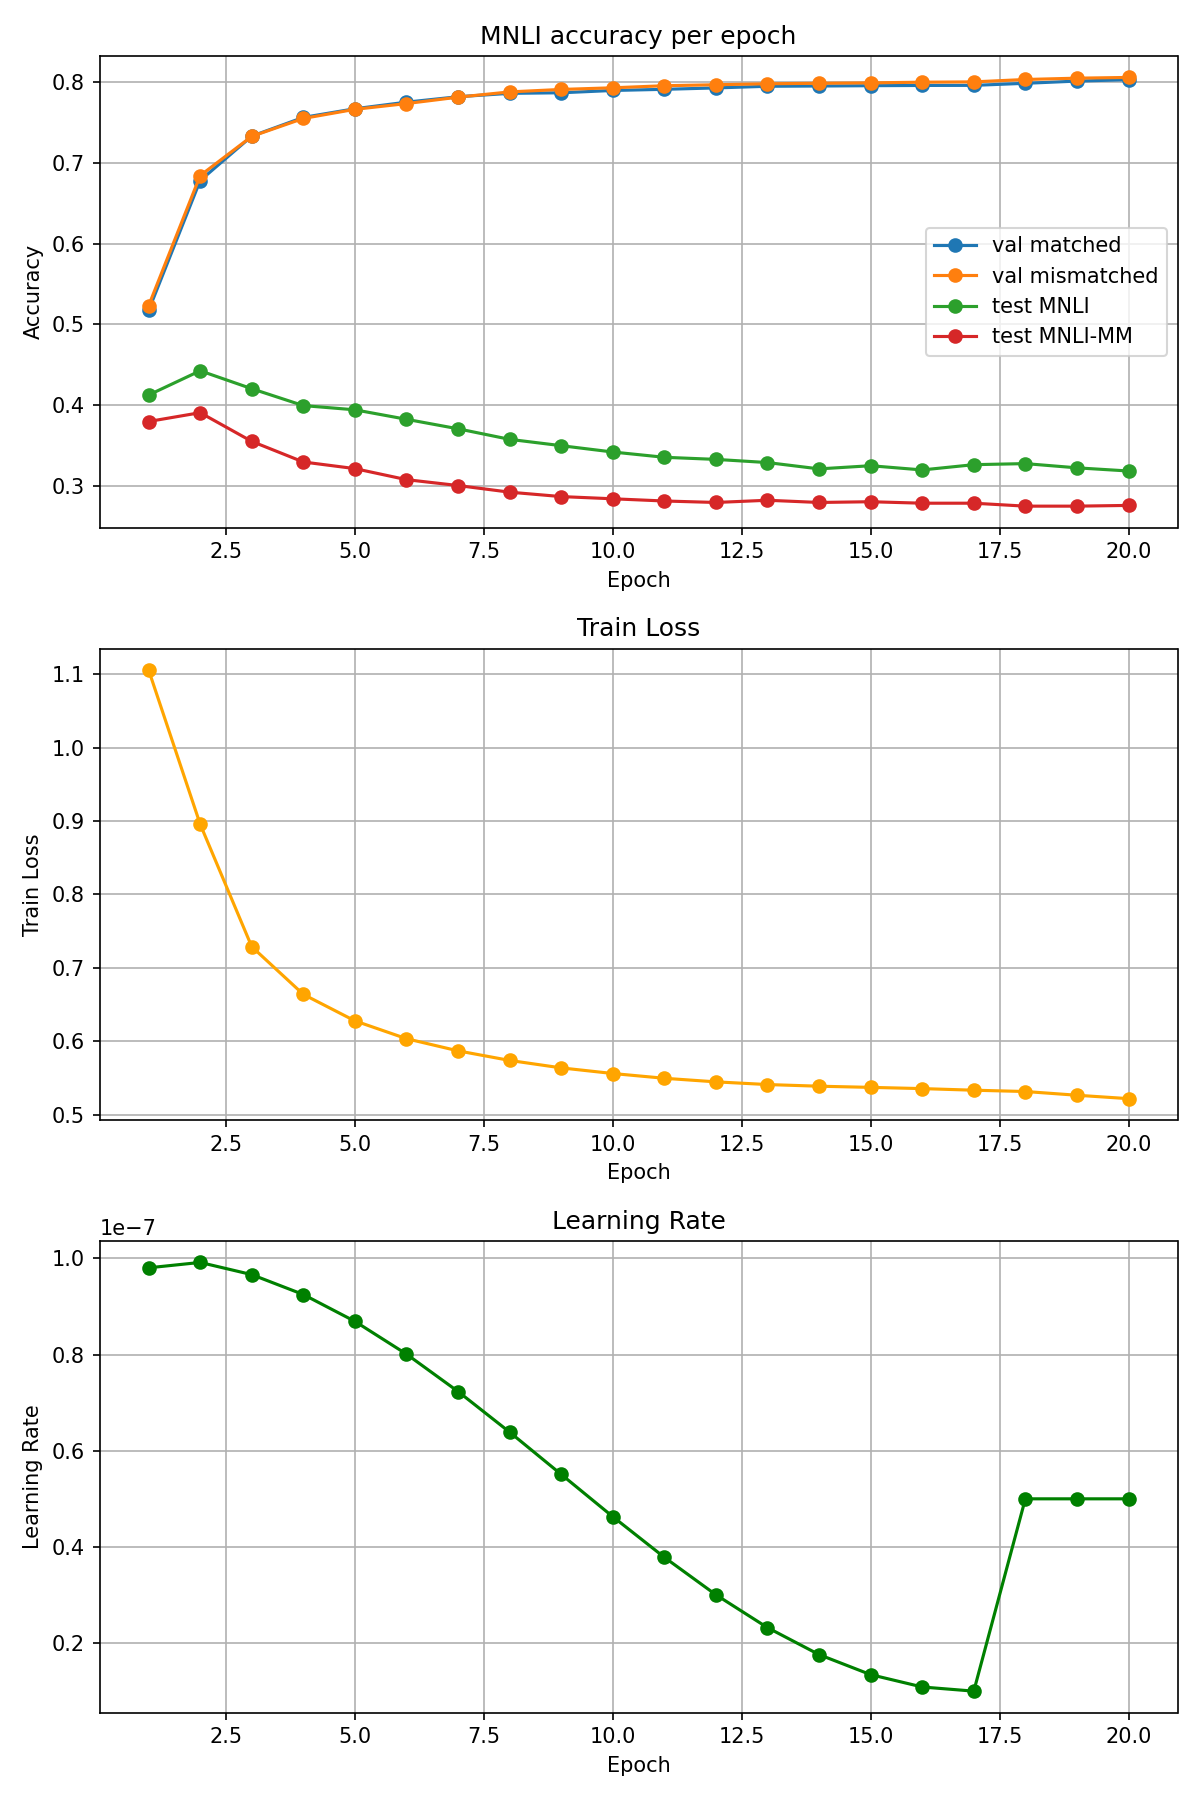 MNLI accuracy per epoch
0.8
0.7
0.6
0.5
0.4
0.3
Accuracy
val matched
val mismatched
test MNLI
test MNLI-MM
2.5 5.0 7.5 10.0 12.5 15.0 17.5 20.0
Epoch
Train Loss
1.1
1.0
0.9
0.8
0.7
0.6
0.5
Train Loss
2.5 5.0 7.5 10.0 12.5 15.0 17.5 20.0
Epoch
Learning Rate
1e−7
1.0
0.8
0.6
0.4
0.2
Learning Rate
2.5 5.0 7.5 10.0 12.5 15.0 17.5 20.0
Epoch